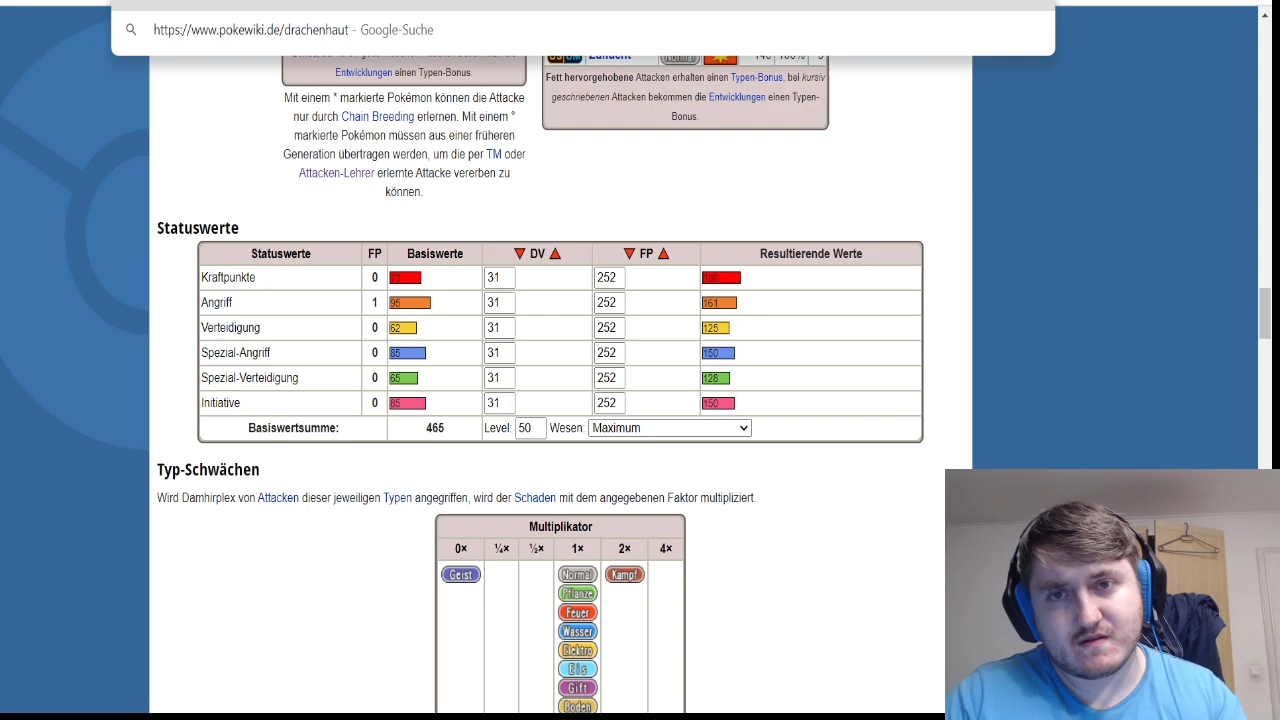 https://www.pokewiki.de/drachenhaut - Google-Suche
Entwicklungen einen Typen-Bonus.
Mit einem * markierte Pokémon können die Attacke
nur durch Chain Breeding erlernen. Mit einem °
markierte Pokémon müssen aus einer früheren
Generation übertragen werden, um die per TM oder
Attacken-Lehrer erlernte Attacke vererben zu
können.
Fett hervorgehobene Attacken erhalten einen Typen-Bonus, bei kursiv
geschriebenen Attacken bekommen die Entwicklungen einen Typen-
Bonus.
Statuswerte
Statuswerte FP Basiswerte ▼ DV ▲ ▼ FP ▲ Resultierende Werte
Kraftpunkte 0 31 252
Angriff 1 95 31 252 161
Verteidigung 0 62 31 252 125
Spezial-Angriff 0 85 31 252 150
Spezial-Verteidigung 0 65 31 252 128
Initiative 0 85 31 252 150
Basiswertsumme: 465 Level: 50 Wesen: Maximum
Typ-Schwächen
Wird Damhirplex von Attacken dieser jeweiligen Typen angegriffen, wird der Schaden mit dem angegebenen Faktor multipliziert.
Multiplikator
0× ¼× ½× 1× 2× 4×
Geist Normal Kampf
Pflanze
Feuer
Wasser
Elektro
Eis
Gift
Boden